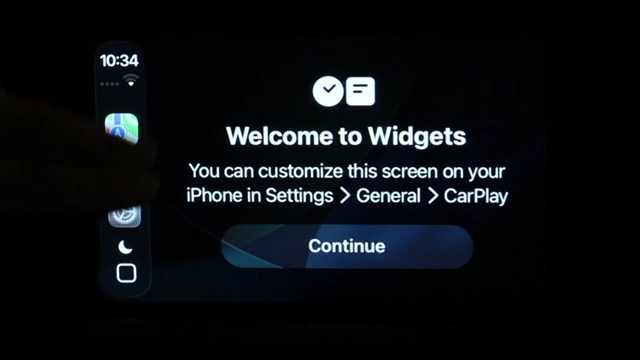 10:34
Welcome to Widgets
You can customize this screen on your
iPhone in Settings > General > CarPlay
Continue